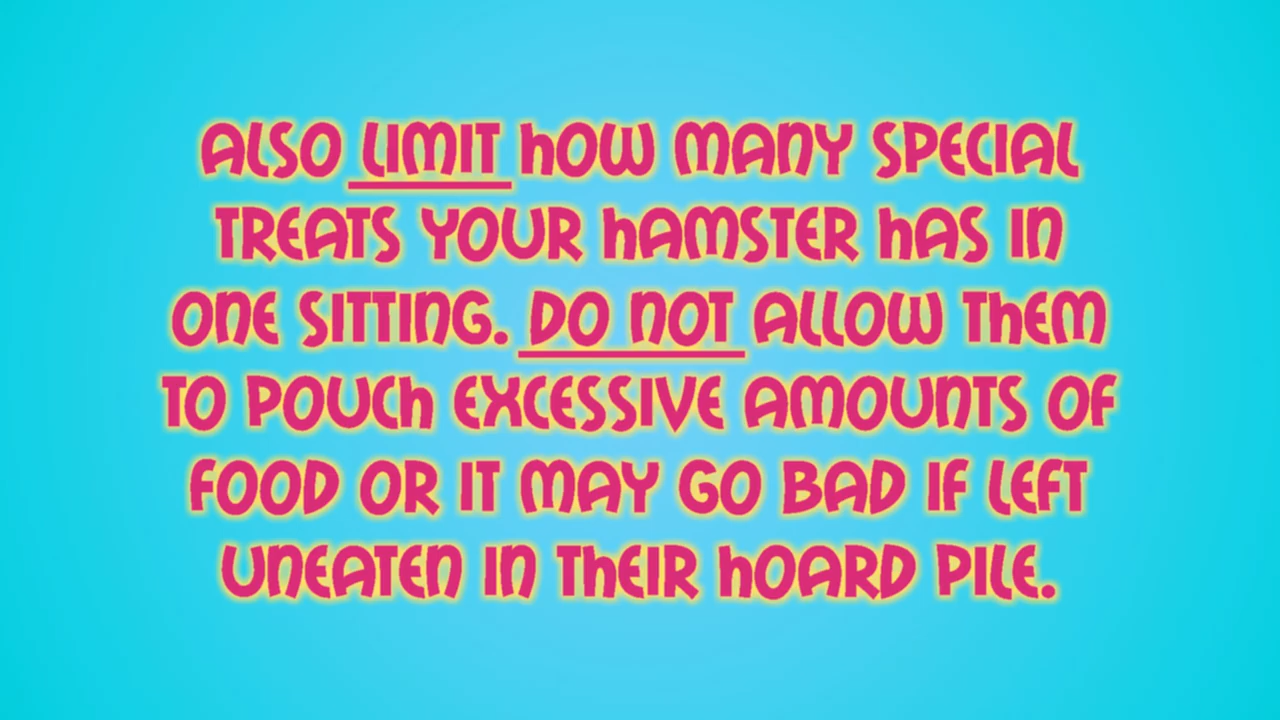 ALSO LIMIT hOW MANY SPECIAL
TREATS YOUR hAMSTER hAS IN
ONE SITTING. DO NOT ALLOW ThEM
TO POUCh EXCESSIVE AMOUNTS OF
FOOD OR IT MAY GO BAD IF LEFT
UNEATEN IN ThEIR hOARD PILE.